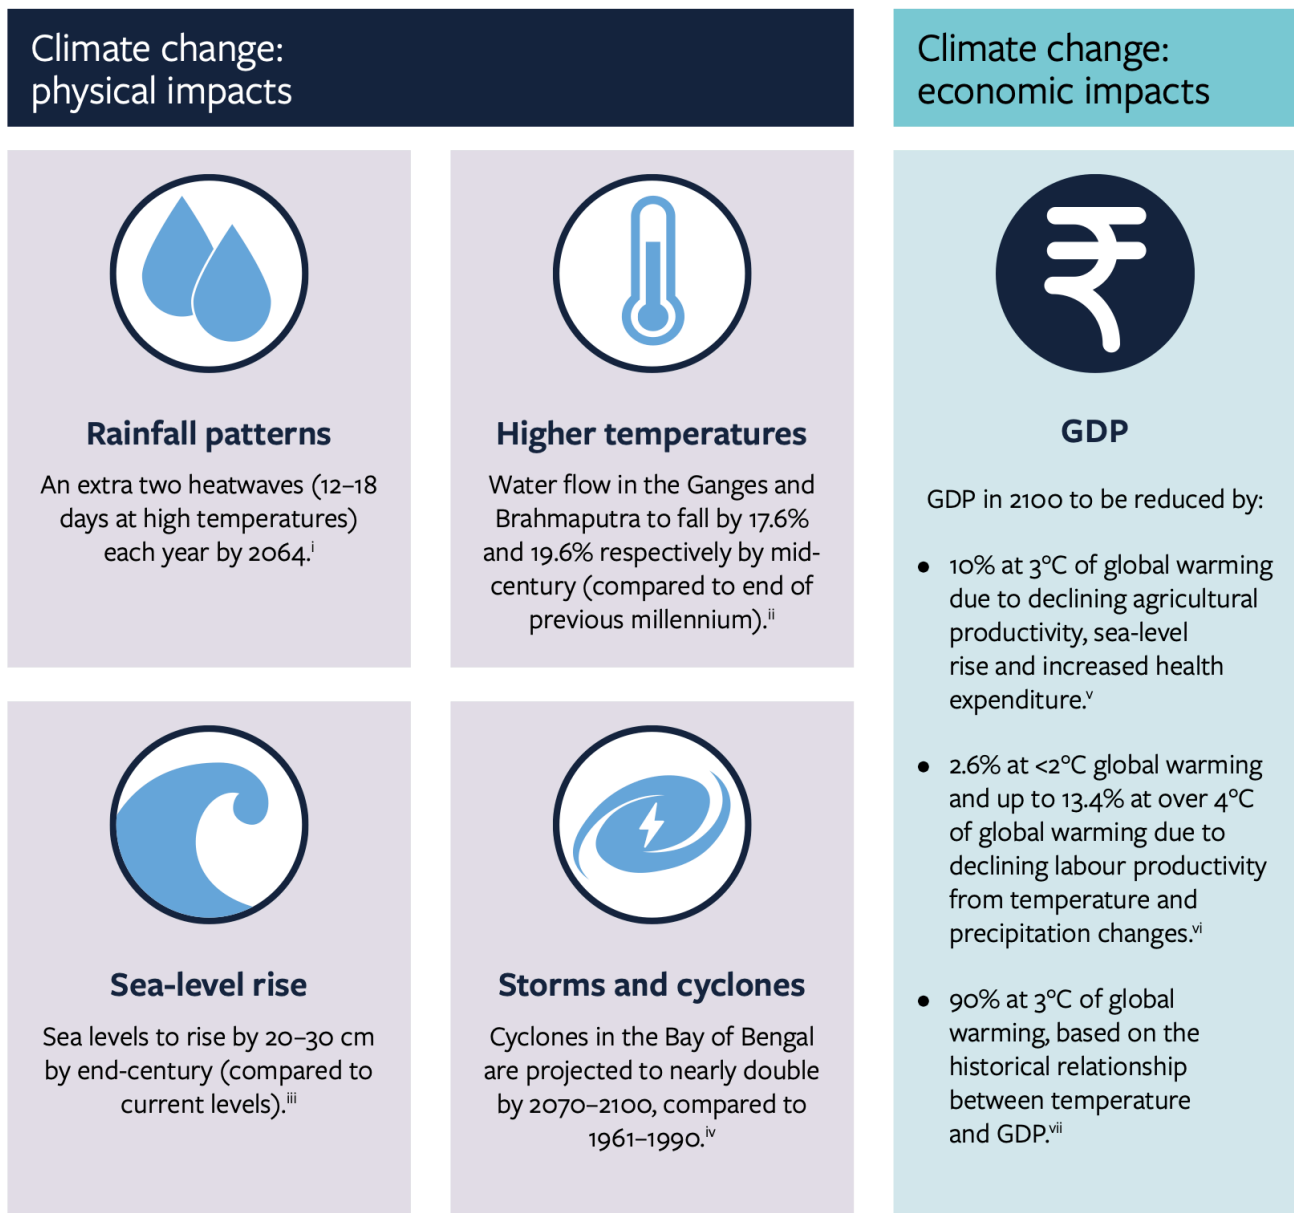 Climate change:
physical impacts
Climate change:
economic impacts
Rainfall patterns
An extra two heatwaves (12–18
days at high temperatures)
each year by 2064.i
Higher temperatures
Water flow in the Ganges and
Brahmaputra to fall by 17.6%
and 19.6% respectively by mid-
century (compared to end of
previous millennium).ii
Sea-level rise
Sea levels to rise by 20–30 cm
by end-century (compared to
current levels).iii
Storms and cyclones
Cyclones in the Bay of Bengal
are projected to nearly double
by 2070–2100, compared to
1961–1990.iv
₹
GDP
GDP in 2100 to be reduced by:
• 10% at 3°C of global warming
due to declining agricultural
productivity, sea-level
rise and increased health
expenditure.v
• 2.6% at <2°C global warming
and up to 13.4% at over 4°C
of global warming due to
declining labour productivity
from temperature and
precipitation changes.vi
• 90% at 3°C of global
warming, based on the
historical relationship
between temperature
and GDP.vii